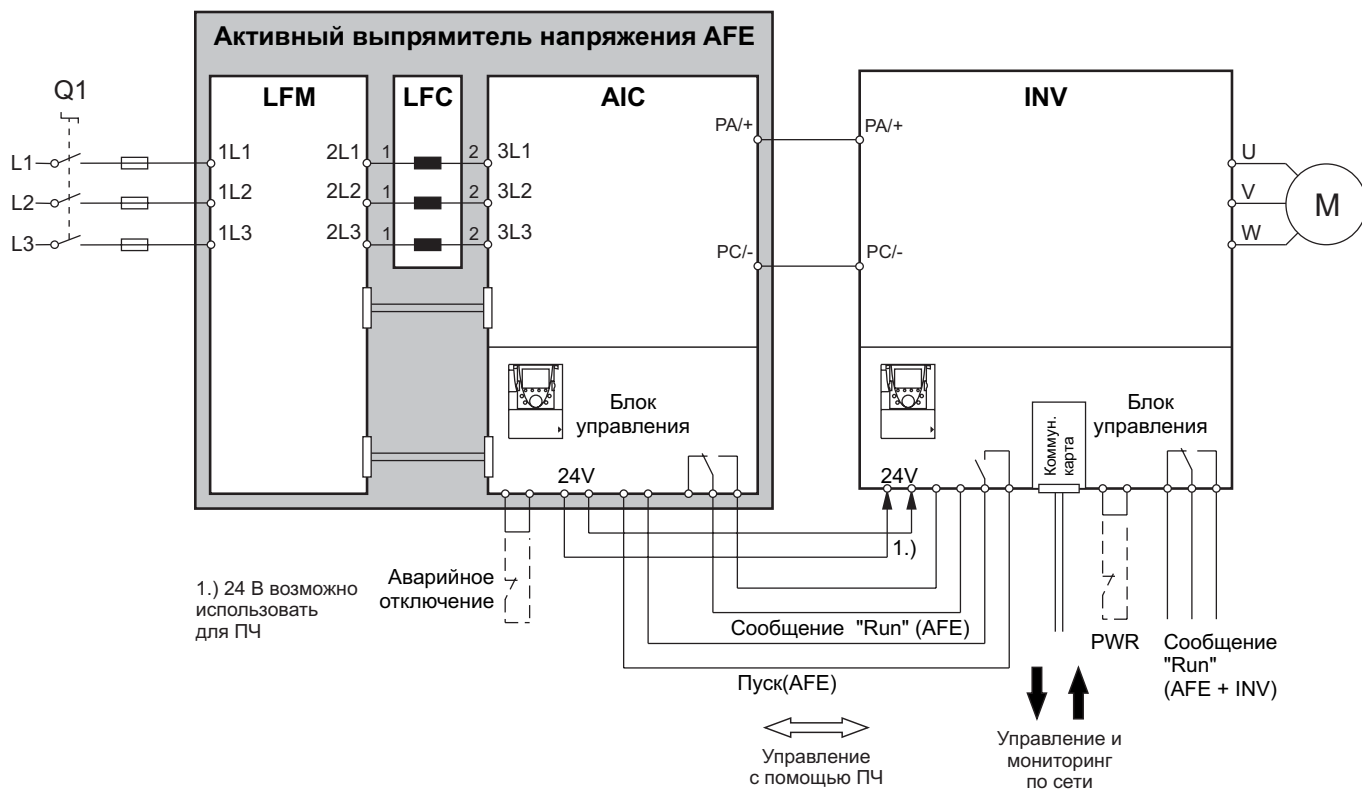 Активный выпрямитель напряжения AFE
Q1
LFM
LFC
AIC
INV
PA/+
PA/+
L1
1L1
2L1
1
2
3L1
U
L2
1L2
2L2
1
2
3L2
V
M
L3
1L3
2L3
1
2
3L3
W
PC/-
PC/-
Блок
управления
Коммун.
карта
Блок
управления
24V
24V
1.)
1.) 24 В возможно
использовать
для ПЧ
Аварийное
отключение
Сообщение "Run" (AFE)
Пуск(AFE)
PWR
Сообщение
"Run"
(AFE + INV)
Управление
с помощью ПЧ
Управление и
мониторинг
по сети